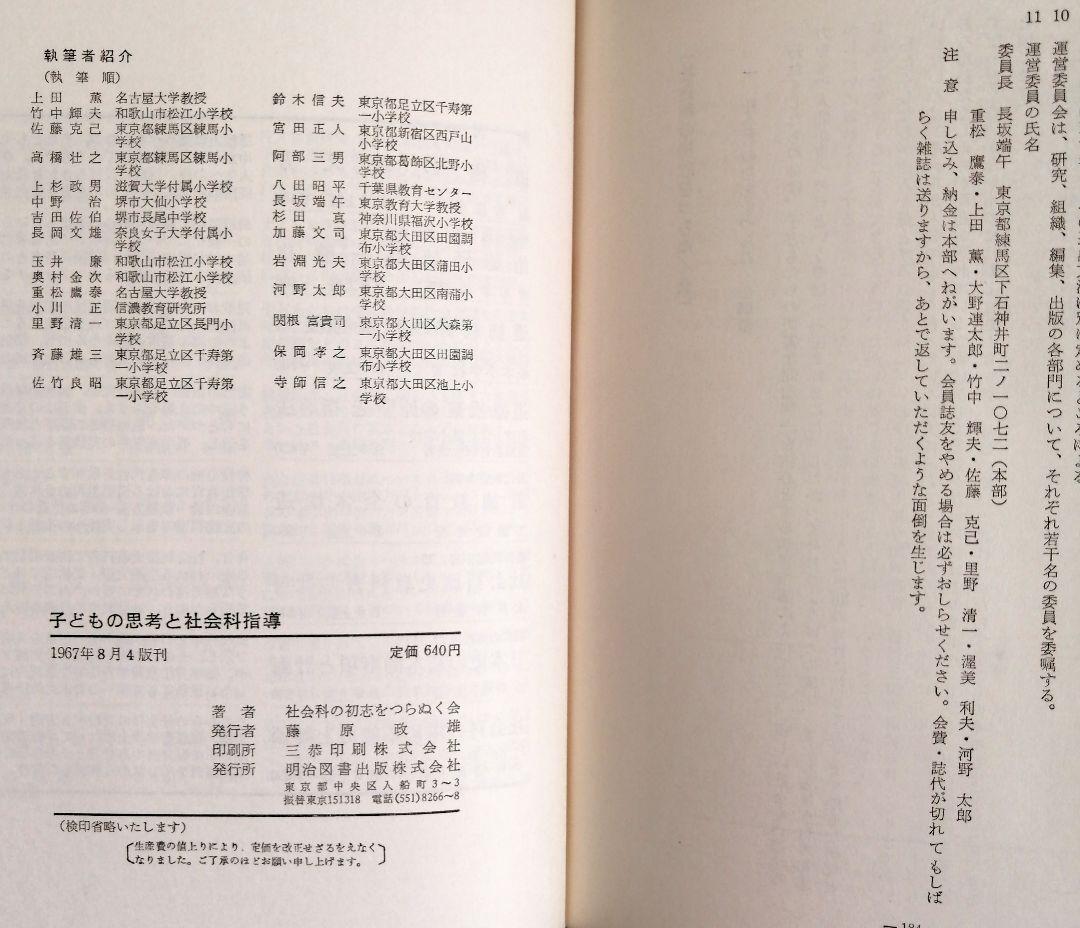 10
運営委員会は、研究、組織、編集、出版の各部門について、それぞれ若干名の委員を委嘱する。
11
運営委員の氏名
委員長　長坂端午　東京都練馬区下石神井町二ノ一〇七二（本部）
重松　鷹泰・上田　薫・大野連太郎・竹中　輝夫・佐藤　克己・里野　清一・渥美　利夫・河野　太郎
注　意　申し込み、納金は本部へねがいます。会員誌友をやめる場合は必ずおしらせください。会費・誌代が切れてもしば
らく雑誌は送りますから、あとで返していただくような面倒を生じます。
執筆者紹介
（執　筆　順）
上田　薫　名古屋大学教授
竹中輝夫　和歌山市松江小学校
佐藤克己　東京都練馬区練馬小
学校
高橋壮之　東京都練馬区練馬小
学校
上杉政男　滋賀大学付属小学校
中野　治　堺市大仙小学校
吉田佐伯　堺市長尾中学校
長岡文雄　奈良女子大学付属小
学校
玉井　廉　和歌山市松江小学校
奥村金次　和歌山市松江小学校
重松鷹泰　名古屋大学教授
小川　正　信濃教育研究所
里野清一　東京都足立区長門小
学校
斉藤雄三　東京都足立区千寿第
一小学校
佐竹良昭　東京都足立区千寿第
一小学校
鈴木信夫　東京都足立区千寿第
一小学校
宮田正人　東京都新宿区西戸山
小学校
阿部三男　東京都葛飾区北野小
学校
八田昭平　千葉県教育センター
長坂端午　東京教育大学教授
杉田　真　神奈川県福沢小学校
加藤文司　東京都大田区田園調
布小学校
岩淵光夫　東京都大田区蒲田小
学校
河野太郎　東京都大田区南蒲小
学校
関根富貴司　東京都大田区大森第
一小学校
保岡孝之　東京都大田区田園調
布小学校
寺師信之　東京都大田区池上小
学校
子どもの思考と社会科指導
1967年8月4版刊　定価 640円
著　者　社会科の初志をつらぬく会
発行者　藤　原　政　雄
印刷所　三恭印刷株式会社
発行所　明治図書出版株式会社
東京都中央区入船町3〜3
振替東京151318　電話(551)8266〜8
（検印省略いたします）
生産費の値上りにより、定価を改正せざるをえなく
なりました。ご了承のほどお願い申し上げます。